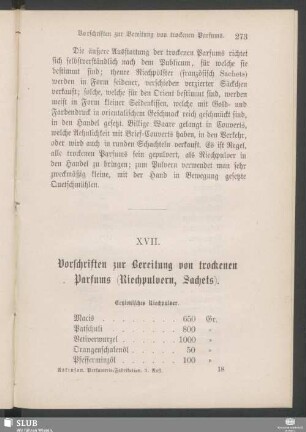 Vorschriften zur Bereitung von trockenen Parfums. 273
Die äußere Ausstattung der trockenen Parfums richtet
sich selbstverständlich nach dem Publicum, für welche sie
bestimmt sind; theure Riechpolster (französisch Sachets)
werden in Form seidener, verschieden verzierter Säckchen
verkauft; solche, welche für den Orient bestimmt sind, werden
meist in Form kleiner Seidenkissen, welche mit Gold- und
Farbendruck in orientalischem Geschmack reich geschmückt sind,
in den Handel gesetzt. Billige Waare gelangt in Couverts,
welche Aehnlichkeit mit Brief-Couverts haben, in den Verkehr,
oder wird auch in runden Schachteln verkauft. Es ist Regel,
alle trockenen Parfums fein gepulvert, als Riechpulver in
den Handel zu bringen; zum Pulvern verwendet man sehr
zweckmäßig kleine, mit der Hand in Bewegung gesetzte
Quetschmühlen.
XVII.
Vorschriften zur Bereitung von trockenen
Parfums (Riechpulvern, Sachets).
Ceylonisches Riechpulver.
Macis . . . . . . . . 650 Gr.
Patschuli . . . . . . . 800 "
Vetiverwurzel . . . . . . 1000 "
Orangenschalenöl . . . . . 50 "
Pfefferminzöl . . . . . . 100 "
Askinson. Parfumerie-Fabrikation. 3. Aufl. 18
SLUB